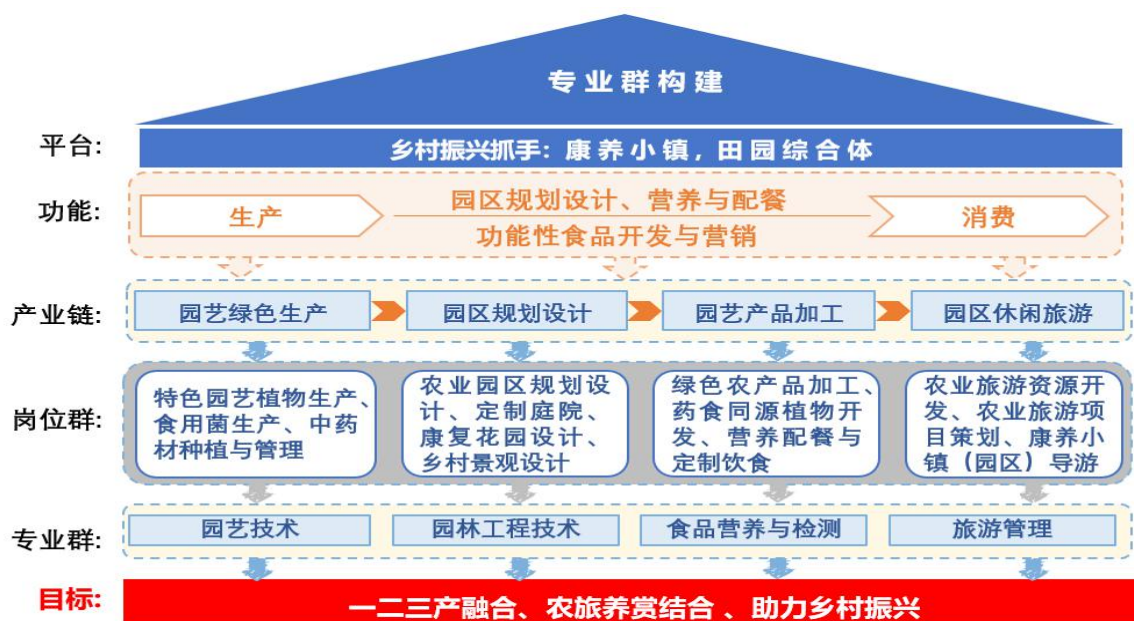 专业群构建
平台:
乡村振兴抓手：康养小镇，田园综合体
功能:
生产
园区规划设计、营养与配餐
功能性食品开发与营销
消费
产业链:
园艺绿色生产
园区规划设计
园艺产品加工
园区休闲旅游
岗位群:
特色园艺植物生产、
食用菌生产、中药
材种植与管理
农业园区规划设
计、定制庭院、
康复花园设计、
乡村景观设计
绿色农产品加工、
药食同源植物开
发、营养配餐与
定制饮食
农业旅游资源开
发、农业旅游项
目策划、康养小
镇（园区）导游
专业群:
园艺技术
园林工程技术
食品营养与检测
旅游管理
目标:
一二三产融合、农旅养赏结合 、助力乡村振兴